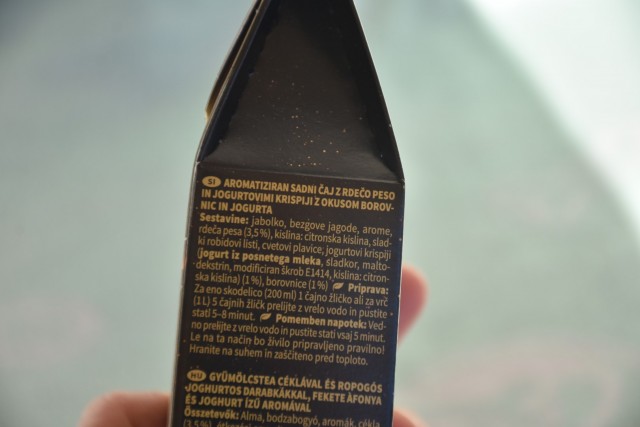 SI AROMATIZIRAN SADNI ČAJ Z RDEČO PESO
IN JOGURTOVIMI KRISPIJI Z OKUSOM BOROV-
NIC IN JOGURTA
Sestavine: jabolko, bezgove jagode, arome,
rdeča pesa (3,5%), kislina: citronska kislina, slad-
ki robidovi listi, cvetovi plavice, jogurtovi krispiji
(jogurt iz posnetega mleka, sladkor, malto-
dekstrin, modificiran škrob E1414, kislina: citron-
ska kislina) (1%), borovnice (1%) Priprava:
Za eno skodelico (200 ml) 1 čajno žličko ali za vrč
(1 L) 5 čajnih žličk prelijte z vrelo vodo in pustite
stati 5-8 minut. Pomemben napotek: Ved-
no prelijte z vrelo vodo in pustite stati vsaj 5 minut.
Le na ta način bo živilo pripravljeno pravilno!
Hranite na suhem in zaščiteno pred toploto.
HU GYÜMÖLCSTEA CÉKLÁVAL ÉS ROPOGÓS
JOGHURTOS DARABKÁKKAL, FEKETE ÁFONYA
ÉS JOGHURT ÍZŰ AROMÁVAL
Összetevők: Alma, bodzabogyó, aromák, cékla
(3,5%),